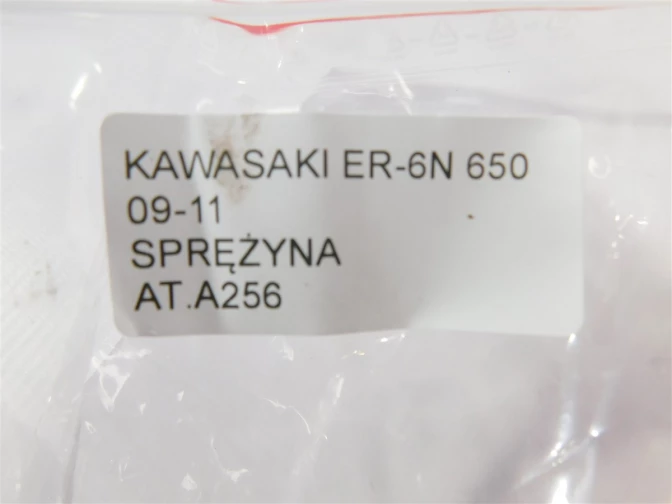 KAWASAKI ER-6N 650
09-11
SPRĘŻYNA
AT.A256